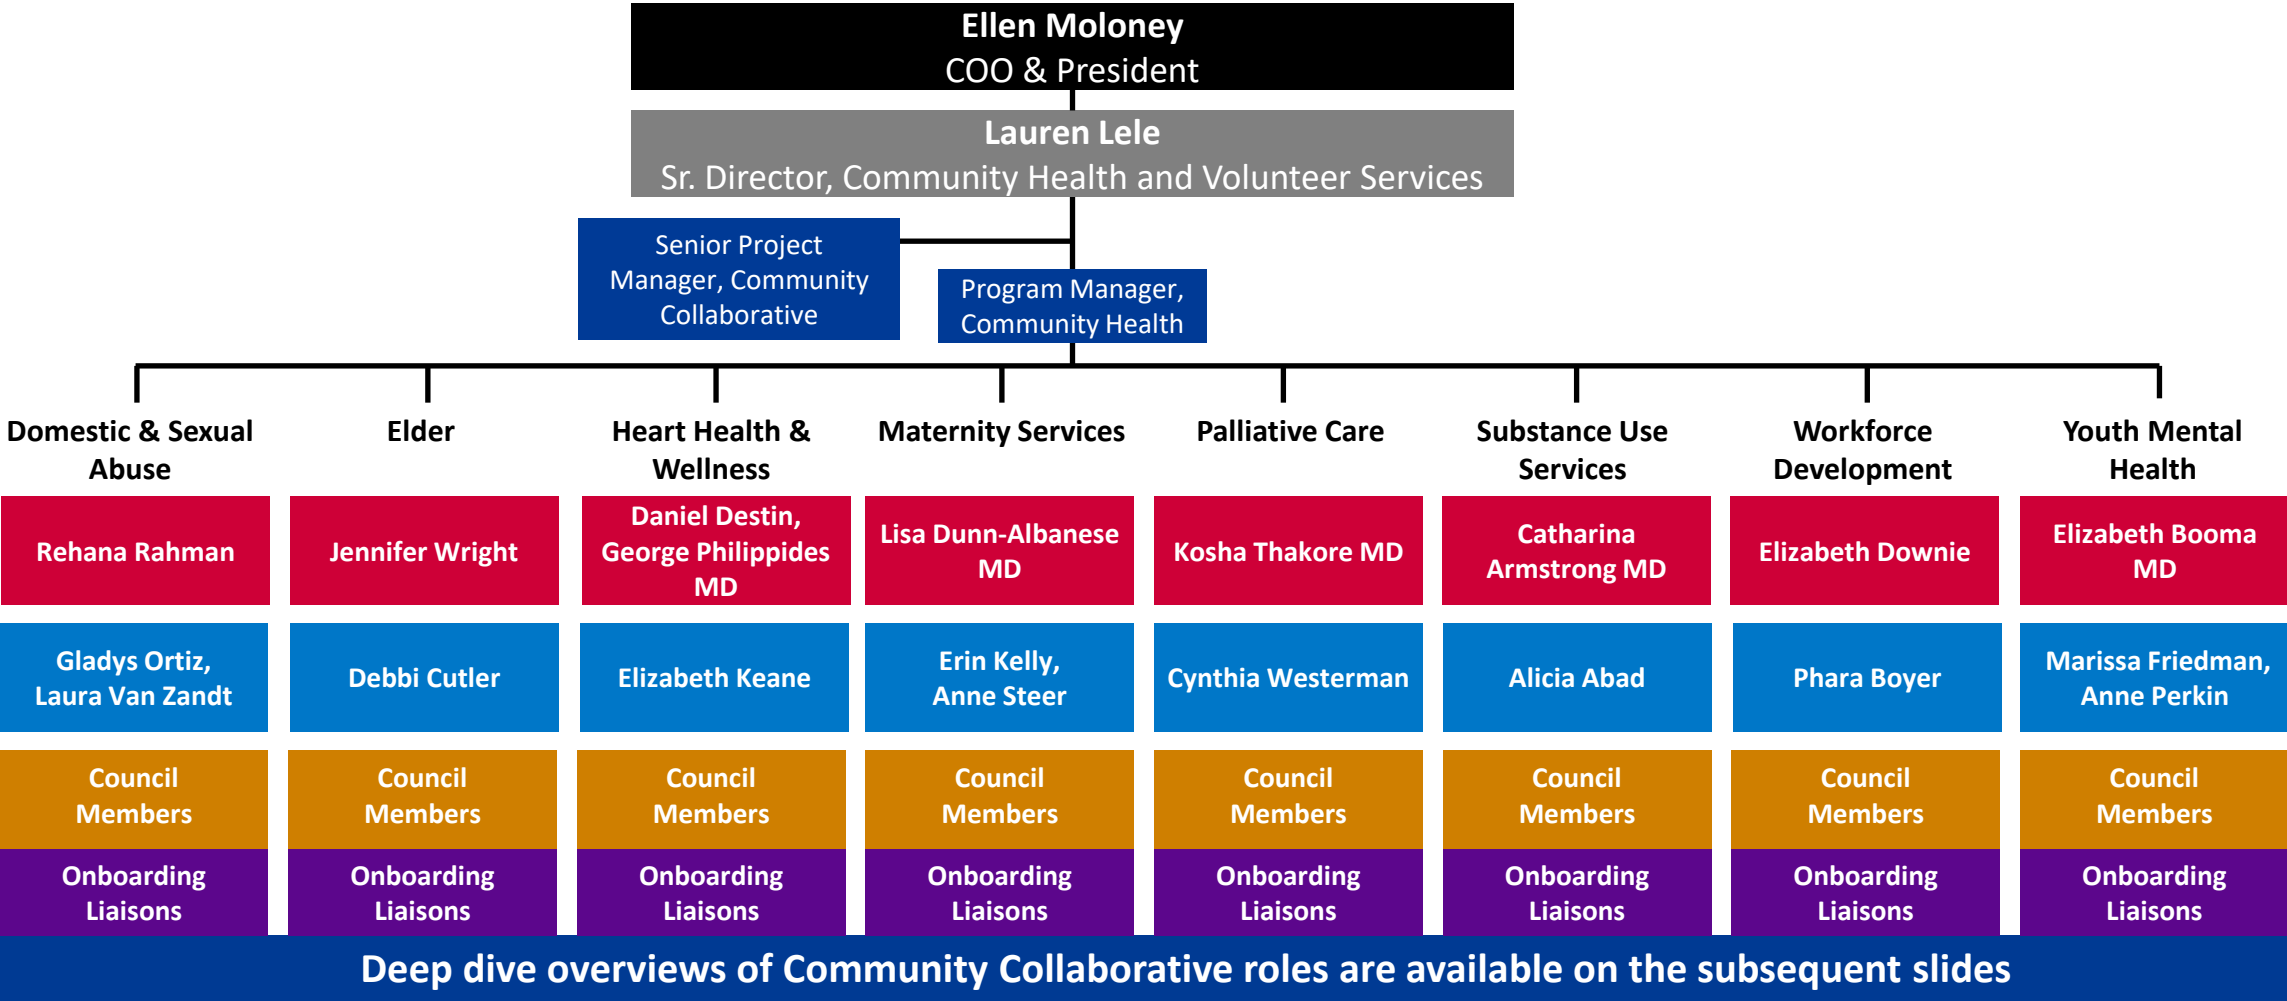 Ellen Moloney
COO & President
Lauren Lele
Sr. Director, Community Health and Volunteer Services
Senior Project
Manager, Community
Collaborative
Program Manager,
Community Health
Domestic & Sexual
Abuse
Elder
Heart Health &
Wellness
Maternity Services
Palliative Care
Substance Use
Services
Workforce
Development
Youth Mental
Health
Rehana Rahman
Jennifer Wright
Daniel Destin,
George Philippides
MD
Lisa Dunn-Albanese
MD
Kosha Thakore MD
Catharina
Armstrong MD
Elizabeth Downie
Elizabeth Booma
MD
Gladys Ortiz,
Laura Van Zandt
Debbi Cutler
Elizabeth Keane
Erin Kelly,
Anne Steer
Cynthia Westerman
Alicia Abad
Phara Boyer
Marissa Friedman,
Anne Perkin
Council
Members
Council
Members
Council
Members
Council
Members
Council
Members
Council
Members
Council
Members
Council
Members
Onboarding
Liaisons
Onboarding
Liaisons
Onboarding
Liaisons
Onboarding
Liaisons
Onboarding
Liaisons
Onboarding
Liaisons
Onboarding
Liaisons
Onboarding
Liaisons
Deep dive overviews of Community Collaborative roles are available on the subsequent slides